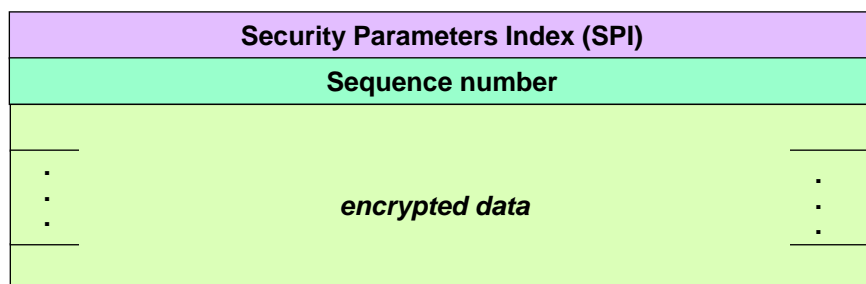 Security Parameters Index (SPI)
Sequence number
encrypted data